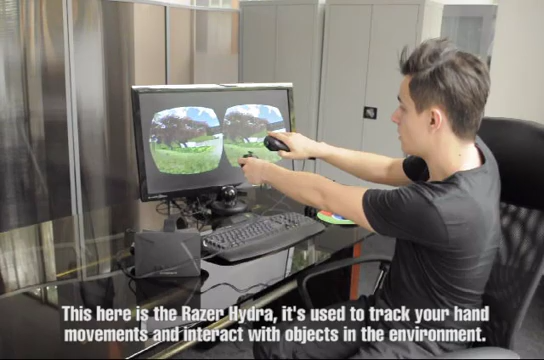 This here is the Razer Hydra, it's used to track your hand
movements and interact with objects in the environment.